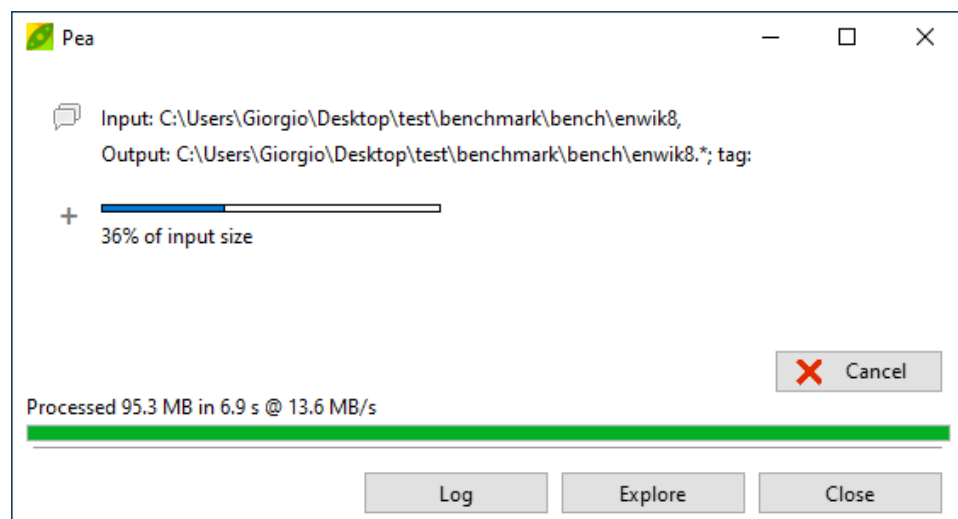 Pea
Input: C:\Users\Giorgio\Desktop\test\benchmark\bench\enwik8,
Output: C:\Users\Giorgio\Desktop\test\benchmark\bench\enwik8.*; tag:
36% of input size
Cancel
Processed 95.3 MB in 6.9 s @ 13.6 MB/s
Log Explore Close